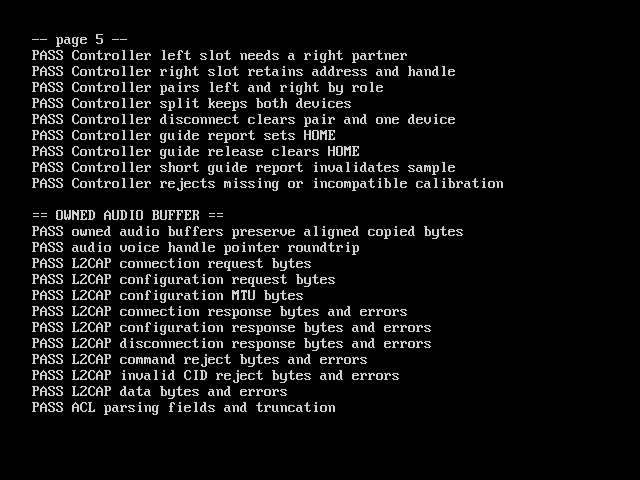 -- page 5 --
PASS Controller left slot needs a right partner
PASS Controller right slot retains address and handle
PASS Controller pairs left and right by role
PASS Controller split keeps both devices
PASS Controller disconnect clears pair and one device
PASS Controller guide report sets HOME
PASS Controller guide release clears HOME
PASS Controller short guide report invalidates sample
PASS Controller rejects missing or incompatible calibration
== OWNED AUDIO BUFFER ==
PASS owned audio buffers preserve aligned copied bytes
PASS audio voice handle pointer roundtrip
PASS L2CAP connection request bytes
PASS L2CAP configuration request bytes
PASS L2CAP configuration MTU bytes
PASS L2CAP connection response bytes and errors
PASS L2CAP configuration response bytes and errors
PASS L2CAP disconnection response bytes and errors
PASS L2CAP command reject bytes and errors
PASS L2CAP invalid CID reject bytes and errors
PASS L2CAP data bytes and errors
PASS ACL parsing fields and truncation